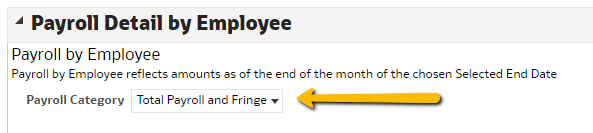 Payroll Detail by Employee
Payroll by Employee
Payroll by Employee reflects amounts as of the end of the month of the chosen Selected End Date
Payroll Category Total Payroll and Fringe